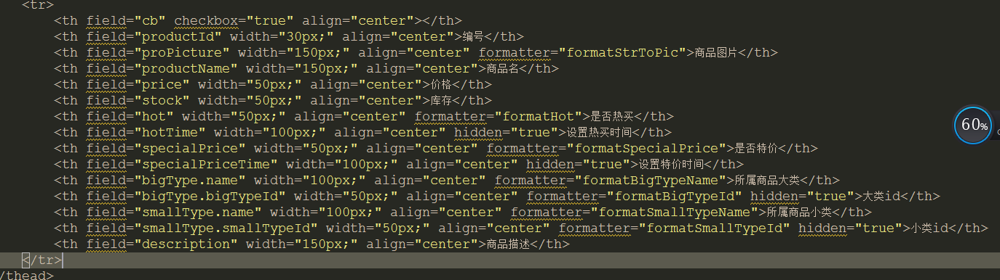 <tr>
<th field="cb" checkbox="true" align="center"></th>
<th field="productId" width="30px;" align="center">编号</th>
<th field="proPicture" width="150px;" align="center" formatter="formatStrToPic">商品图片</th>
<th field="productName" width="150px;" align="center">商品名</th>
<th field="price" width="50px;" align="center">价格</th>
<th field="stock" width="50px;" align="center">库存</th>
<th field="hot" width="50px;" align="center" formatter="formatHot">是否热买</th>
<th field="hotTime" width="100px;" align="center" hidden="true">设置热买时间</th>
<th field="specialPrice" width="50px;" align="center" formatter="formatSpecialPrice">是否特价</th>
<th field="specialPriceTime" width="100px;" align="center" hidden="true">设置特价时间</th>
<th field="bigType.name" width="100px;" align="center" formatter="formatBigTypeName">所属商品大类</th>
<th field="bigType.bigTypeId" width="50px;" align="center" formatter="formatBigTypeId" hidden="true">大类id</th>
<th field="smallType.name" width="100px;" align="center" formatter="formatSmallTypeName">所属商品小类</th>
<th field="smallType.smallTypeId" width="50px;" align="center" formatter="formatSmallTypeId" hidden="true">小类id</th>
<th field="description" width="150px;" align="center">商品描述</th>
</tr>
/thead>
60%